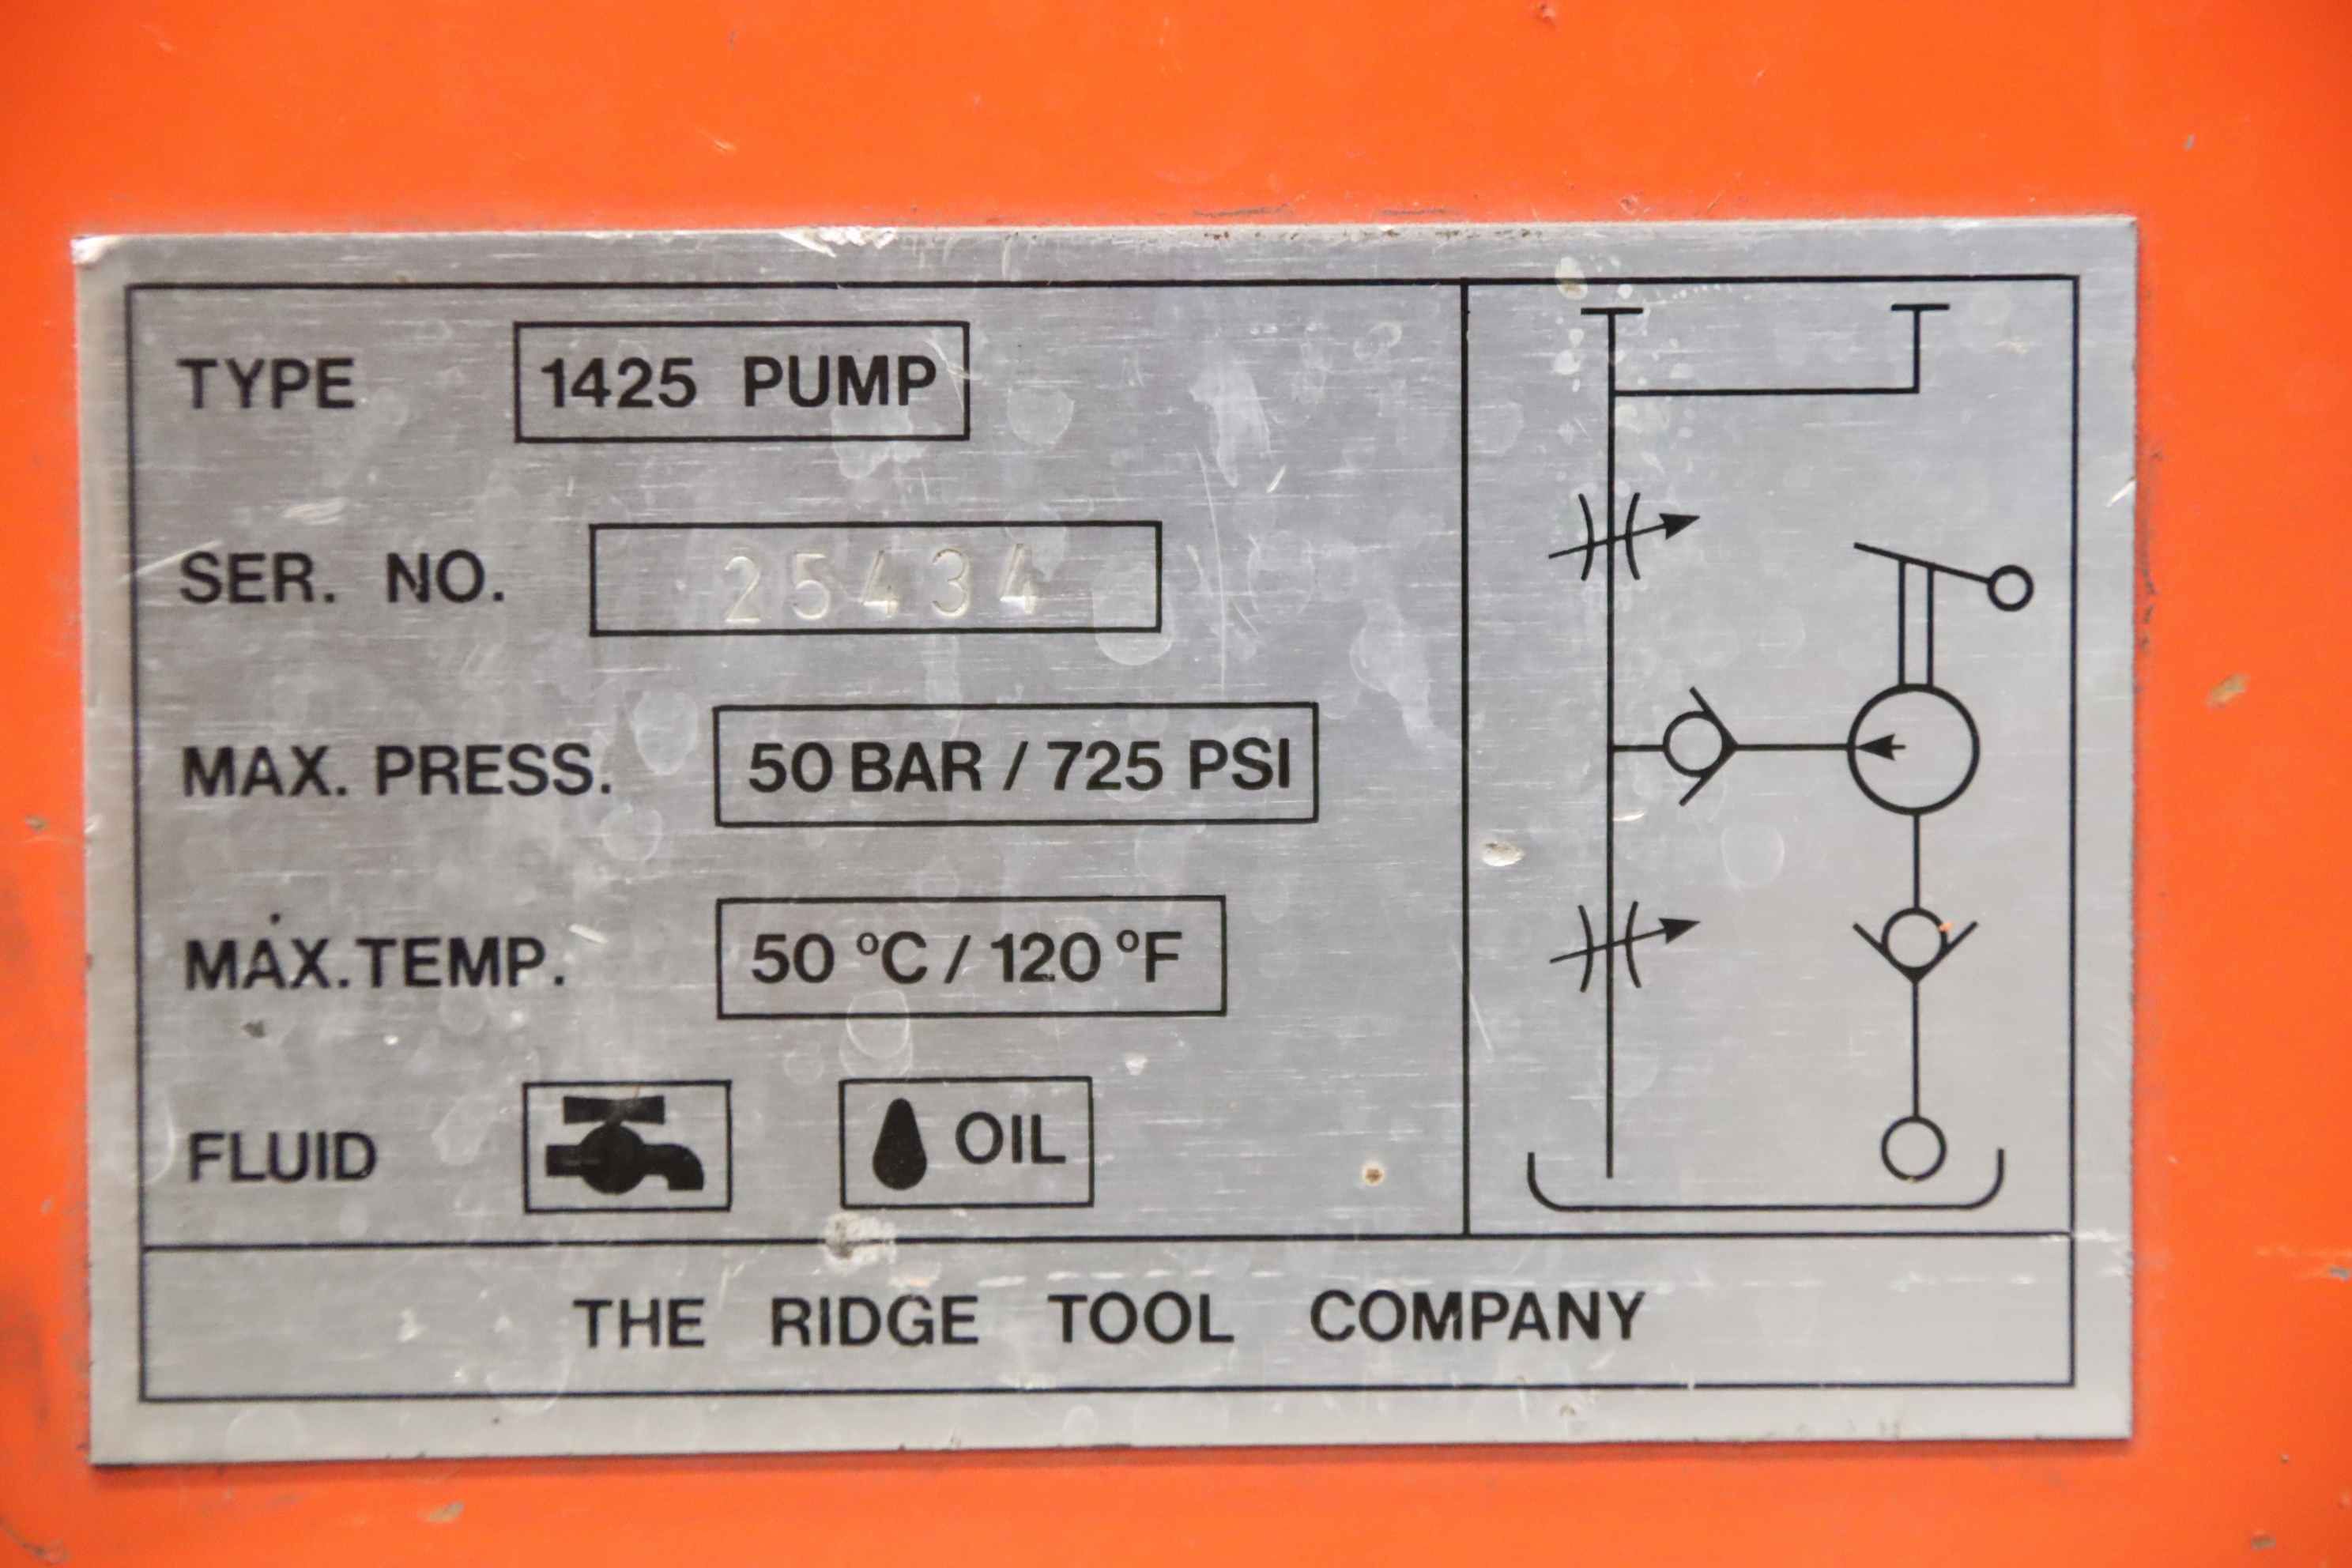 TYPE 1425 PUMP
SER. NO. 25434
MAX. PRESS. 50 BAR / 725 PSI
MAX. TEMP. 50 °C / 120 °F
FLUID OIL
THE RIDGE TOOL COMPANY